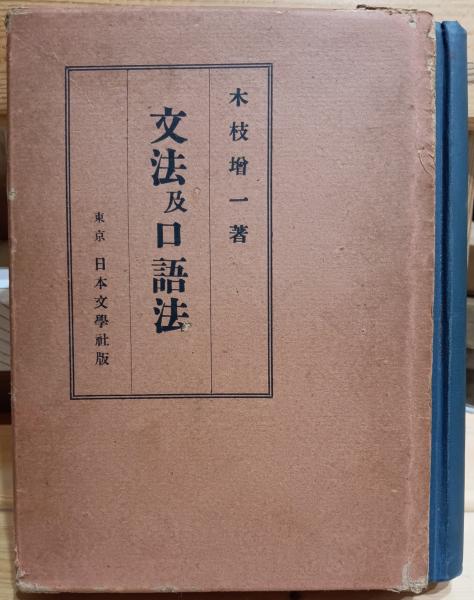 木枝增一著
文法及口語法
東京 日本文學社版